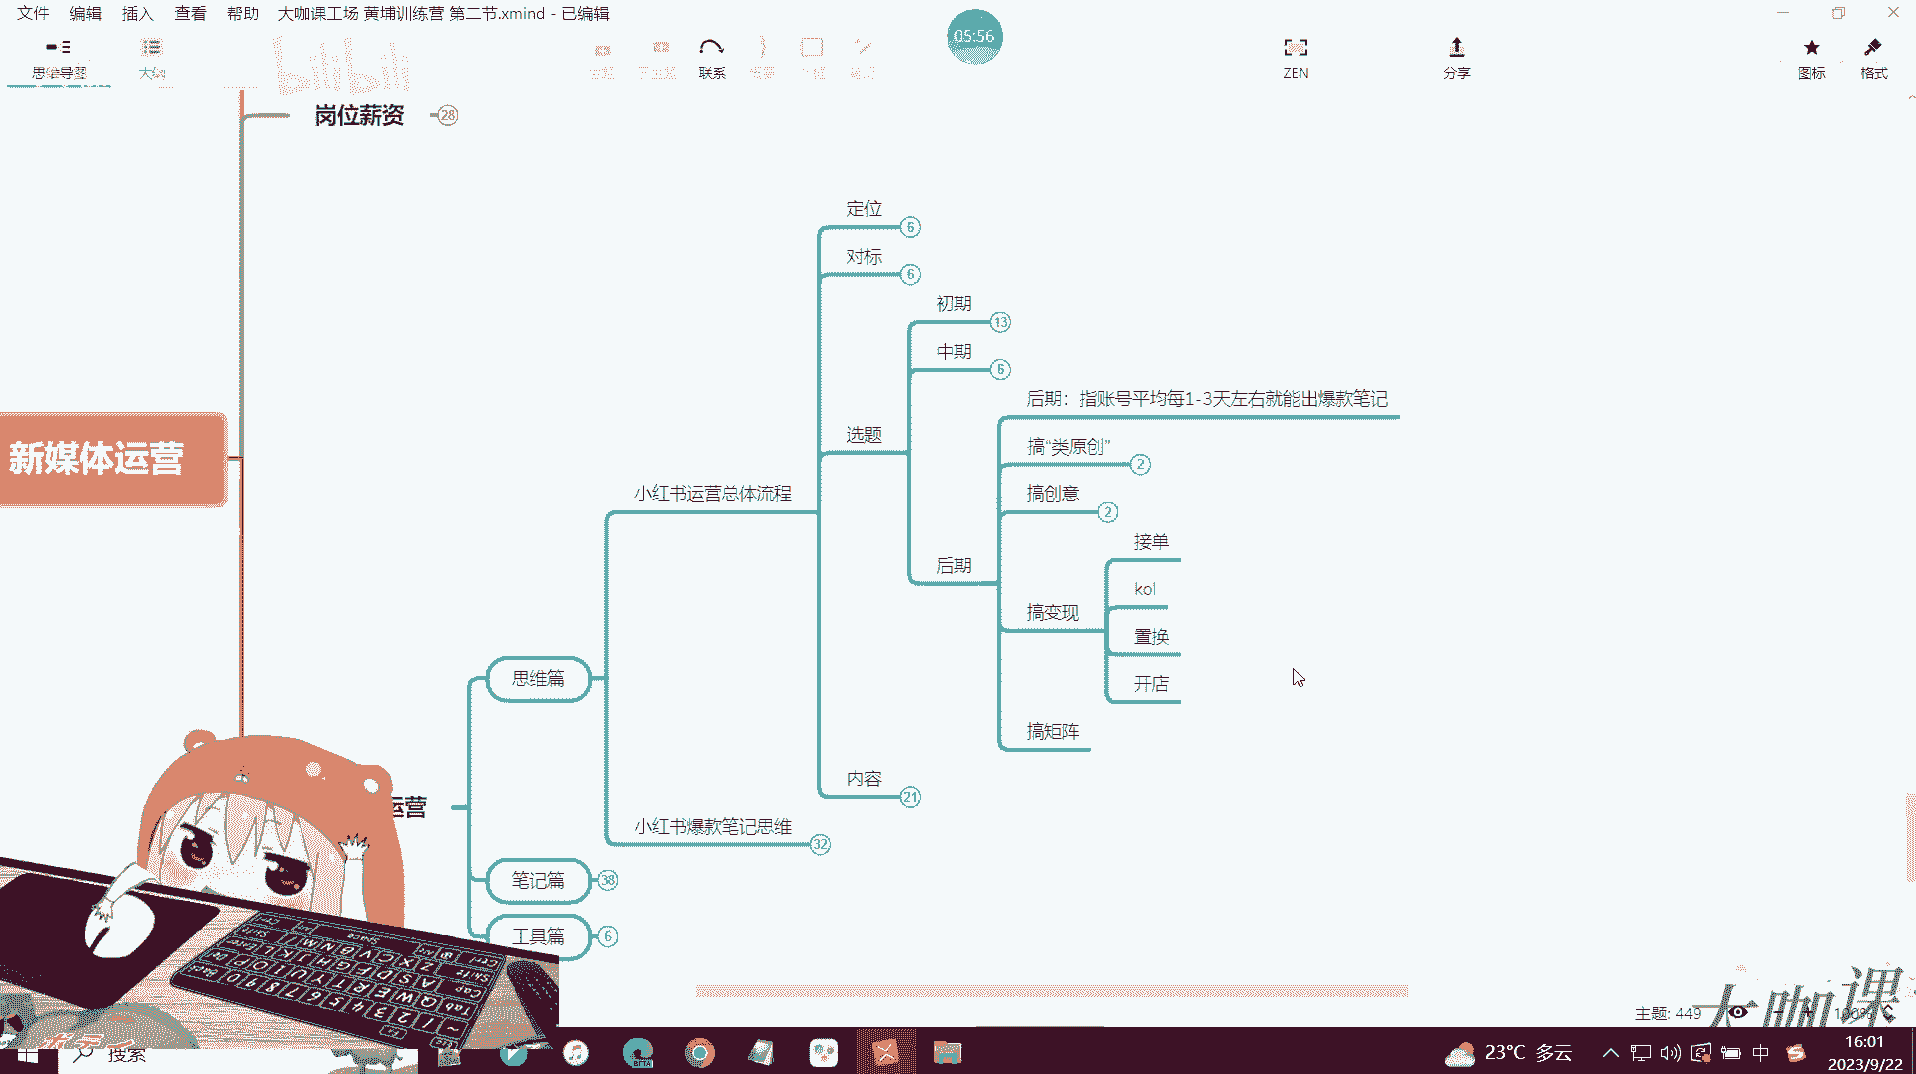 文件 编辑 插入 查看 帮助 大咖课工场 黄埔训练营 第二节.xmind - 已编辑
bilibili
05:56
思维导图 大纲 联系 ZEN 分享 图标 格式
岗位薪资 28
定位 6
对标 6
初期 13
中期 6
后期：指账号平均每1-3天左右就能出爆款笔记
选题
搞“类原创” 2
新媒体运营
小红书运营总体流程
搞创意 2
接单
后期
kol
搞变现
置换
思维篇
开店
搞矩阵
内容 21
运营
小红书爆款笔记思维 32
笔记篇 38
工具篇 6
大咖课
主题: 449
搜索
BETA
23°C 多云
中
16:01
2023/9/22